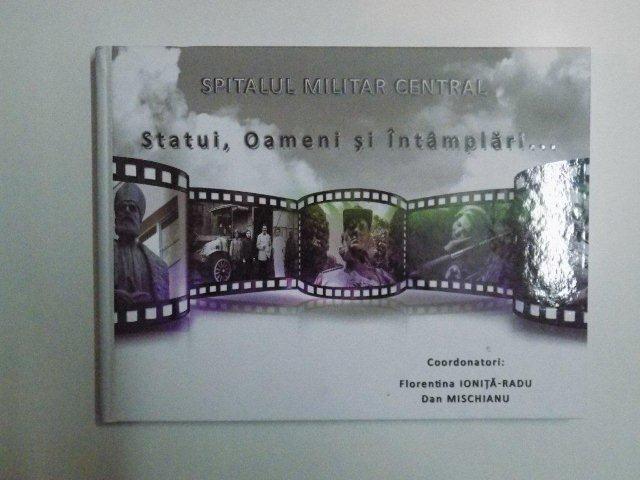 SPITALUL MILITAR CENTRAL
Statui, Oameni și întâmplări...
Coordonatori:
Florentina IONIȚĂ-RADU
Dan MISCHIANU